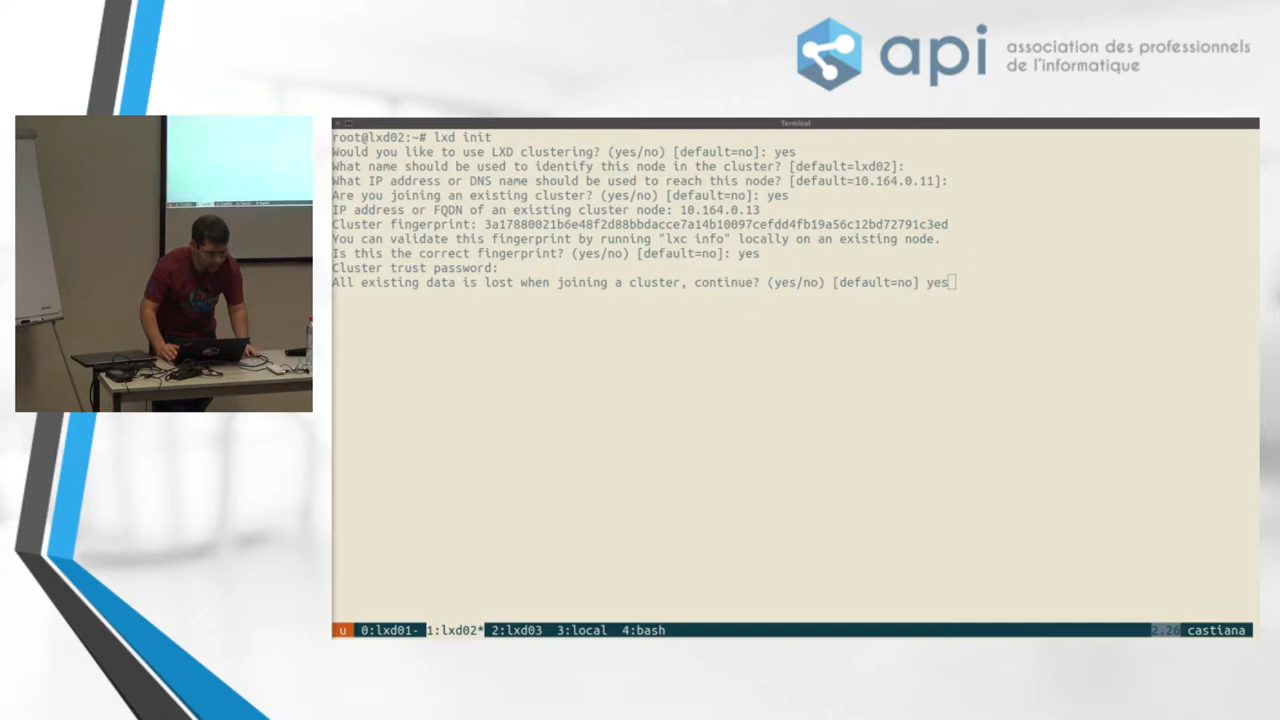 api
association des professionnels
de l'informatique
Terminal
root@lxd02:~# lxd init
Would you like to use LXD clustering? (yes/no) [default=no]: yes
What name should be used to identify this node in the cluster? [default=lxd02]:
What IP address or DNS name should be used to reach this node? [default=10.164.0.11]:
Are you joining an existing cluster? (yes/no) [default=no]: yes
IP address or FQDN of an existing cluster node: 10.164.0.13
Cluster fingerprint: 3a17880021b6e48f2d88bbdacce7a14b10097cefdd4fb19a56c12bd72791c3ed
You can validate this fingerprint by running "lxc info" locally on an existing node.
Is this the correct fingerprint? (yes/no) [default=no]: yes
Cluster trust password:
All existing data is lost when joining a cluster, continue? (yes/no) [default=no] yes
u 0:lxd01- 1:lxd02* 2:lxd03 3:local 4:bash 2.26 castiana